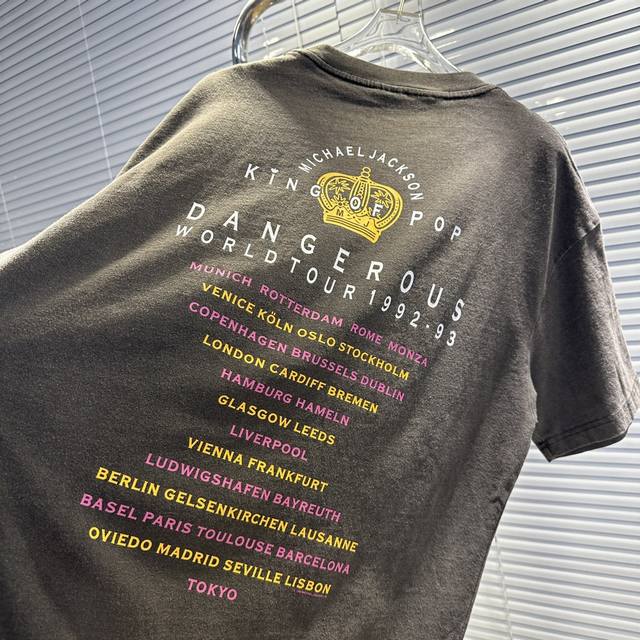 MICHAEL JACKSON
KING OF POP
M J
DANGEROUS
WORLD TOUR 1992·93
MUNICH ROTTERDAM ROME MONZA
VENICE KÖLN OSLO STOCKHOLM
COPENHAGEN BRUSSELS DUBLIN
LONDON CARDIFF BREMEN
HAMBURG HAMELN
GLASGOW LEEDS
LIVERPOOL
VIENNA FRANKFURT
LUDWIGSHAFEN BAYREUTH
BERLIN GELSENKIRCHEN LAUSANNE
BASEL PARIS TOULOUSE BARCELONA
OVIEDO MADRID SEVILLE LISBON
TOKYO